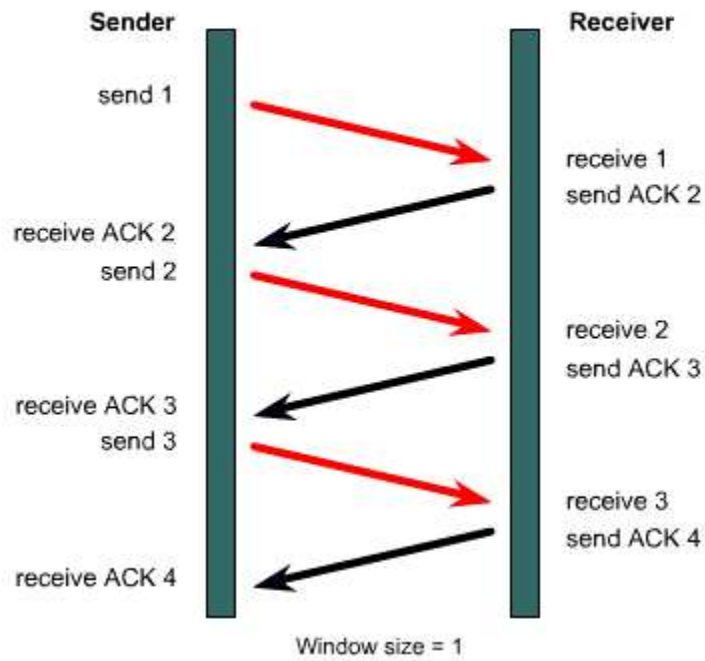 Sender
Receiver
send 1
receive 1
send ACK 2
receive ACK 2
send 2
receive 2
send ACK 3
receive ACK 3
send 3
receive 3
send ACK 4
receive ACK 4
Window size = 1